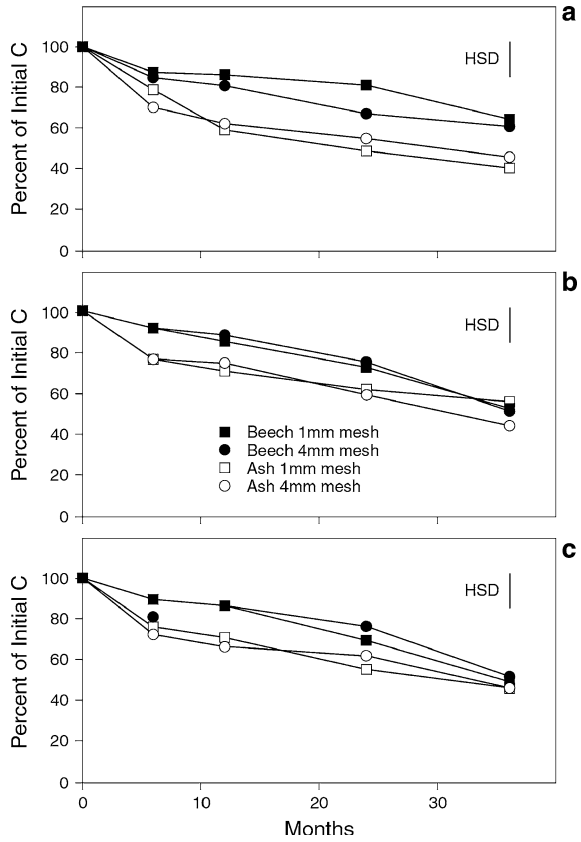 a
100
80
60
40
20
0
Percent of Initial C
HSD
b
100
80
60
40
20
0
Percent of Initial C
HSD
Beech 1mm mesh
Beech 4mm mesh
Ash 1mm mesh
Ash 4mm mesh
c
100
80
60
40
20
0
Percent of Initial C
HSD
0 10 20 30
Months